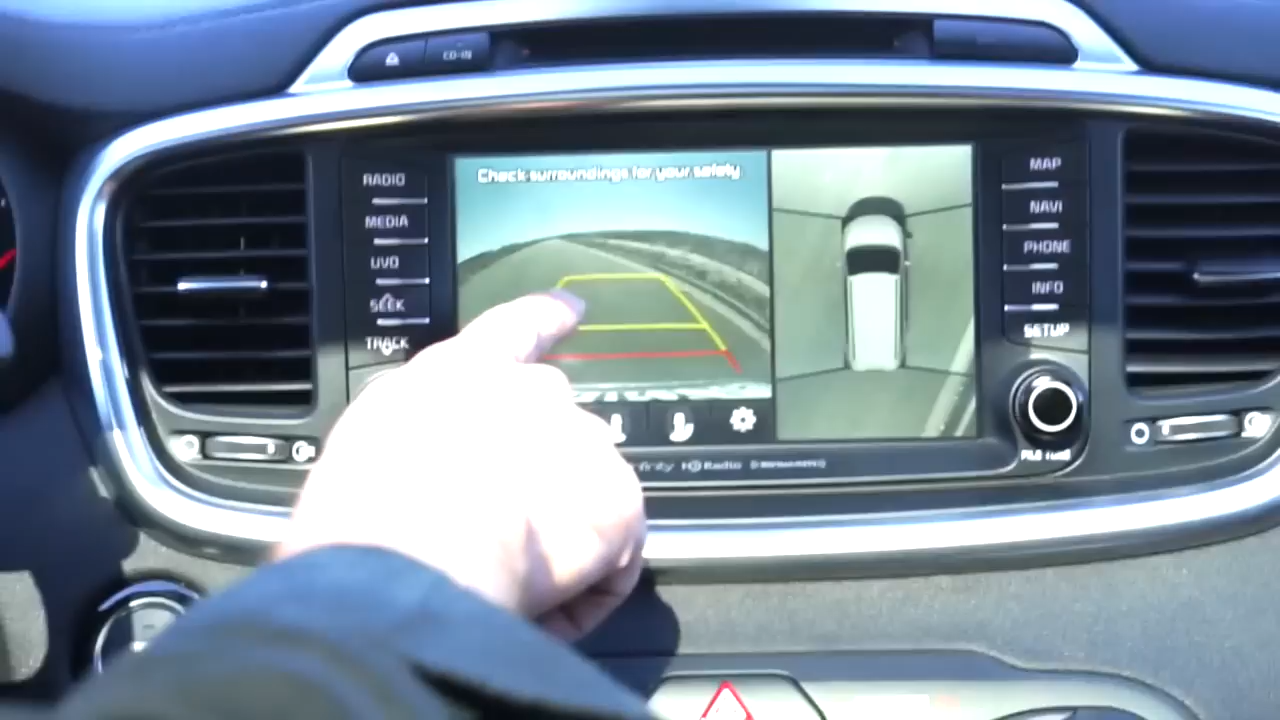 CD-IN
RADIO
MEDIA
UVO
SEEK
TRACK
Check surroundings for your safety
MAP
NAVI
PHONE
INFO
SETUP
HD Radio